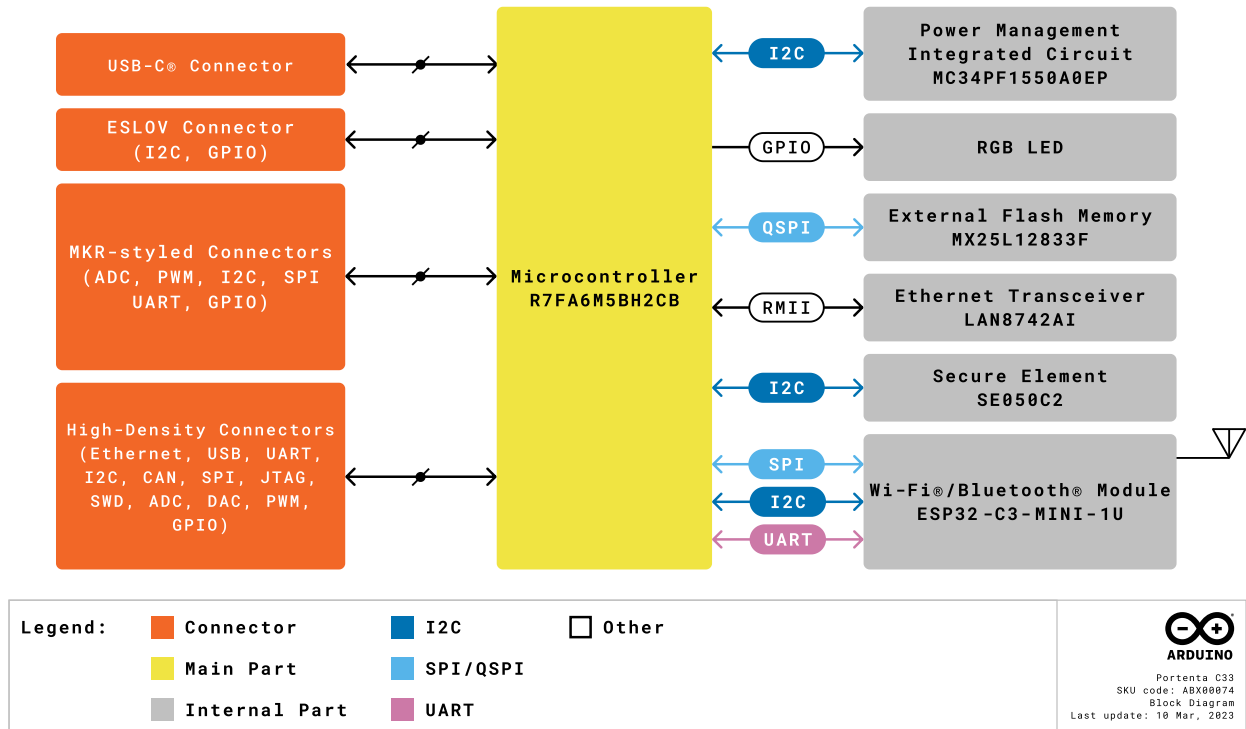 USB-C® Connector
ESLOV Connector
(I2C, GPIO)
MKR-styled Connectors
(ADC, PWM, I2C, SPI
UART, GPIO)
High-Density Connectors
(Ethernet, USB, UART,
I2C, CAN, SPI, JTAG,
SWD, ADC, DAC, PWM,
GPIO)
Microcontroller
R7FA6M5BH2CB
I2C
GPIO
QSPI
RMII
I2C
SPI
I2C
UART
Power Management
Integrated Circuit
MC34PF1550A0EP
RGB LED
External Flash Memory
MX25L12833F
Ethernet Transceiver
LAN8742AI
Secure Element
SE050C2
Wi-Fi®/Bluetooth® Module
ESP32-C3-MINI-1U
Legend:
Connector
Main Part
Internal Part
I2C
SPI/QSPI
UART
Other
ARDUINO
Portenta C33
SKU code: ABX00074
Block Diagram
Last update: 10 Mar, 2023